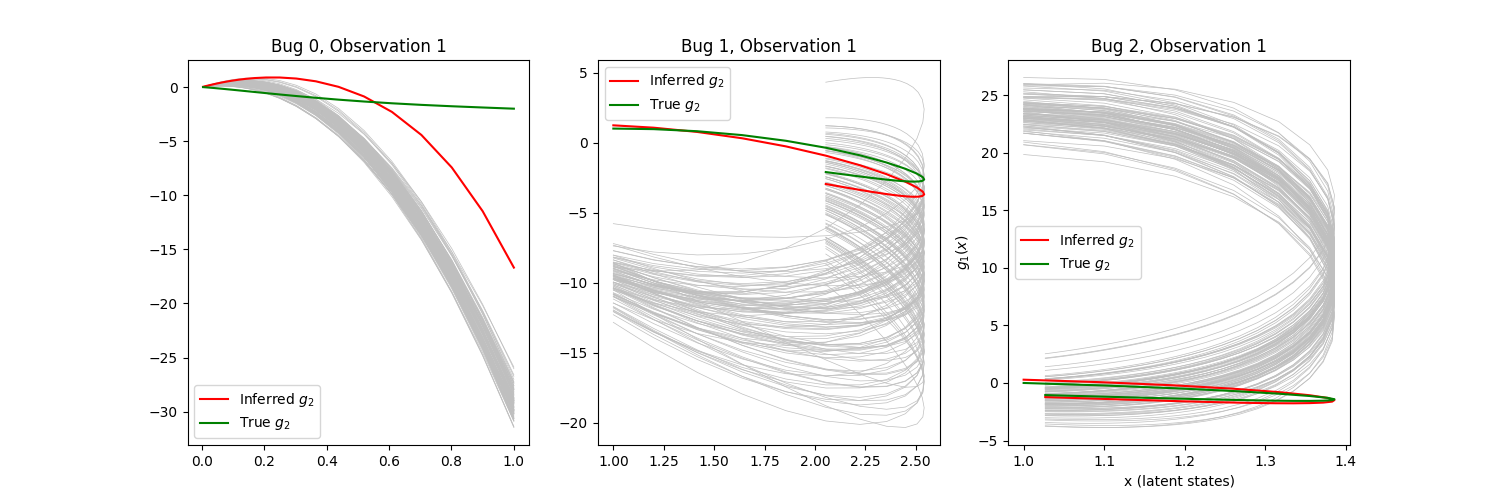 Bug 0, Observation 1
0
−5
−10
−15
−20
−25
−30
Inferred g₂
True g₂
0.0 0.2 0.4 0.6 0.8 1.0
Bug 1, Observation 1
5
0
−5
−10
−15
−20
Inferred g₂
True g₂
1.00 1.25 1.50 1.75 2.00 2.25 2.50
Bug 2, Observation 1
g₁(x)
25
20
15
10
5
0
−5
Inferred g₂
True g₂
1.0 1.1 1.2 1.3 1.4
x (latent states)